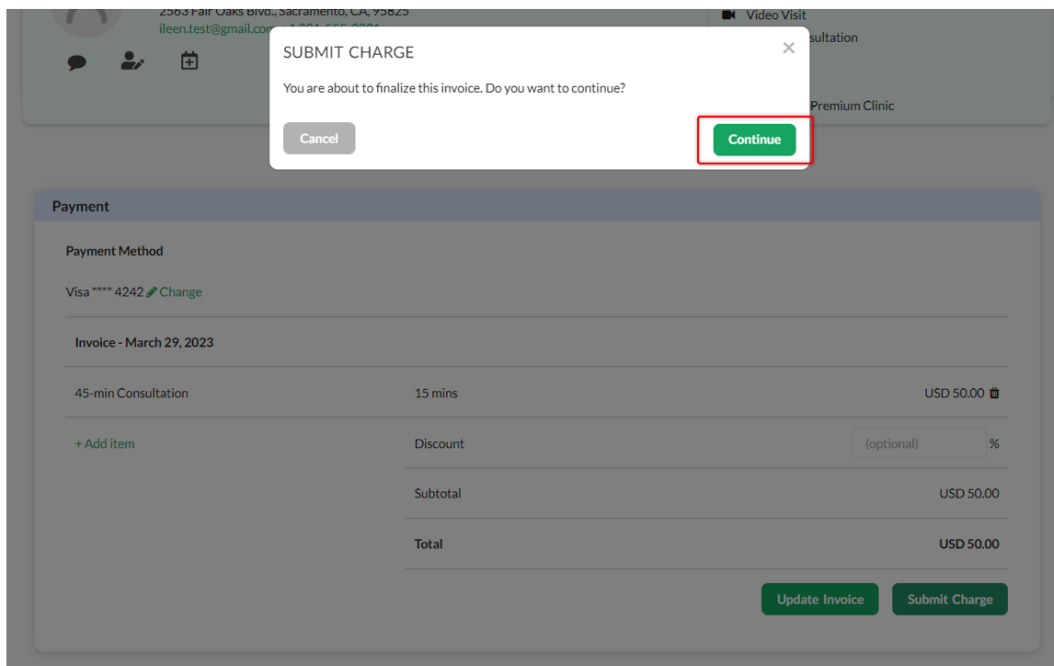 2563 Fair Oaks Blvd., Sacramento, CA, 95825
Video Visit
ileen.test@gmail.com
sultation
SUBMIT CHARGE
You are about to finalize this invoice. Do you want to continue?
Premium Clinic
Cancel
Continue
Payment
Payment Method
Visa **** 4242 Change
Invoice - March 29, 2023
45-min Consultation 15 mins USD 50.00
+ Add item Discount (optional) %
Subtotal USD 50.00
Total USD 50.00
Update Invoice Submit Charge